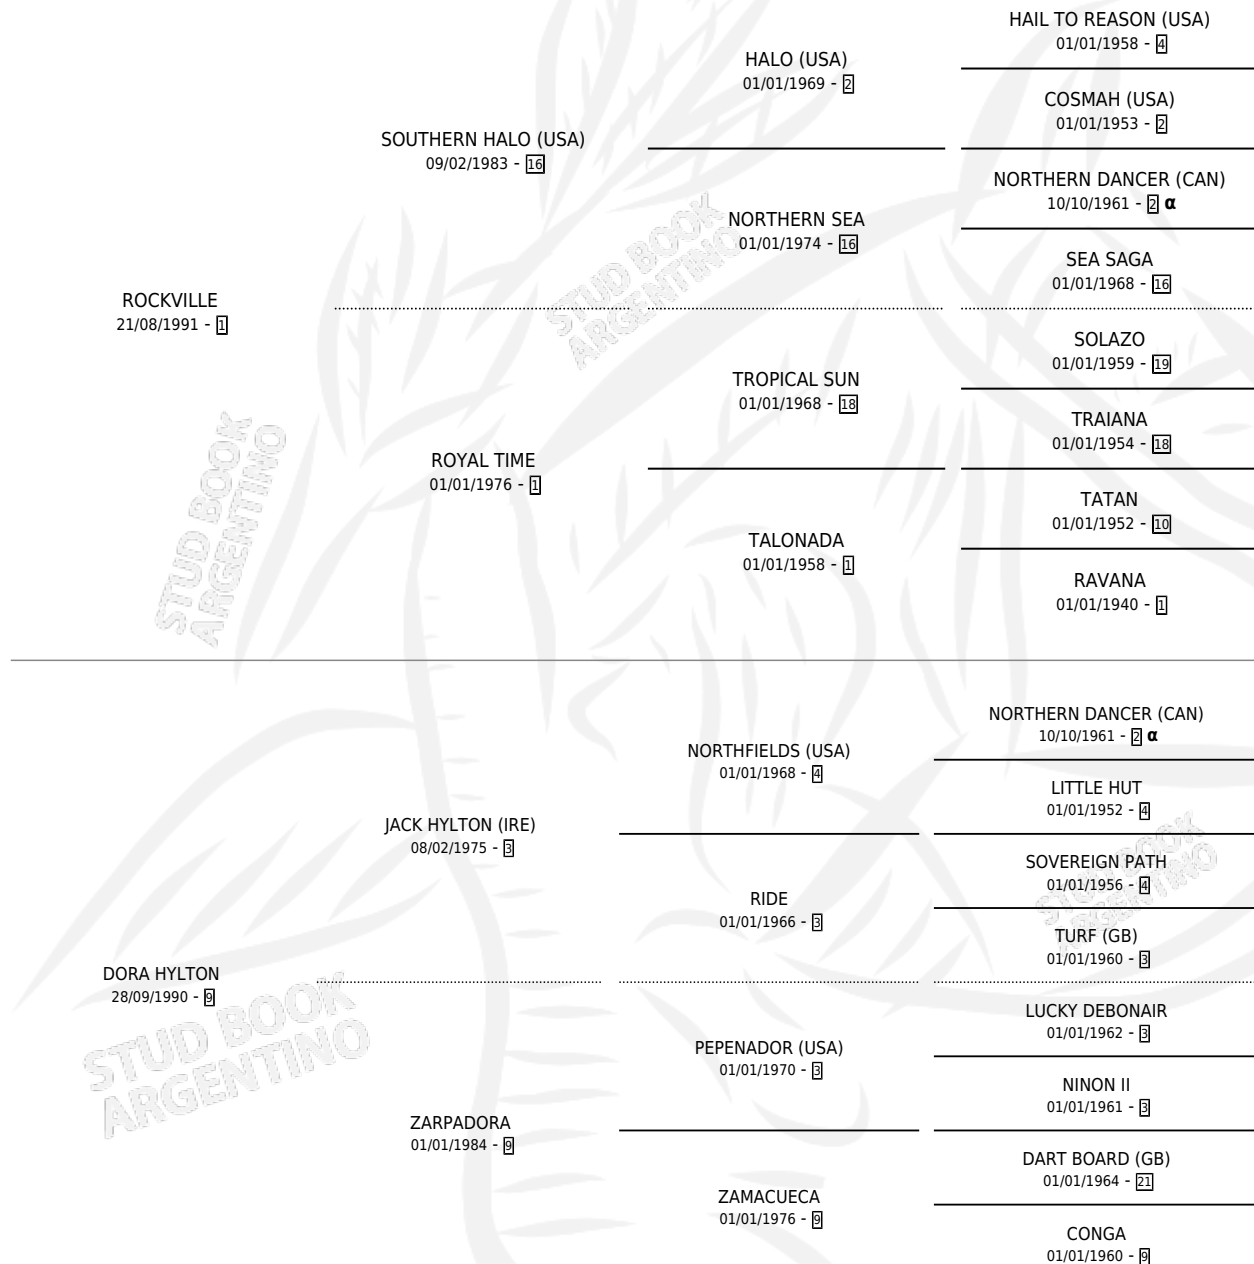 HAIL TO REASON (USA)
01/01/1958 - 4
HALO (USA)
01/01/1969 - 2
COSMAH (USA)
01/01/1953 - 2
SOUTHERN HALO (USA)
09/02/1983 - 16
NORTHERN DANCER (CAN)
10/10/1961 - 2 α
NORTHERN SEA
01/01/1974 - 16
SEA SAGA
01/01/1968 - 16
ROCKVILLE
21/08/1991 - 1
SOLAZO
01/01/1959 - 19
TROPICAL SUN
01/01/1968 - 18
TRAIANA
01/01/1954 - 18
ROYAL TIME
01/01/1976 - 1
TATAN
01/01/1952 - 10
TALONADA
01/01/1958 - 1
RAVANA
01/01/1940 - 1
STUD BOOK
ARGENTINO
STUD BOOK
ARGENTINO
NORTHERN DANCER (CAN)
10/10/1961 - 2 α
NORTHFIELDS (USA)
01/01/1968 - 4
LITTLE HUT
01/01/1952 - 4
JACK HYLTON (IRE)
08/02/1975 - 3
SOVEREIGN PATH
01/01/1956 - 4
RIDE
01/01/1966 - 3
TURF (GB)
01/01/1960 - 3
DORA HYLTON
28/09/1990 - 9
LUCKY DEBONAIR
01/01/1962 - 3
PEPENADOR (USA)
01/01/1970 - 3
NINON II
01/01/1961 - 3
ZARPADORA
01/01/1984 - 9
DART BOARD (GB)
01/01/1964 - 21
ZAMACUECA
01/01/1976 - 9
CONGA
01/01/1960 - 9
STUD BOOK
ARGENTINO
STUD BOOK
ARGENTINO